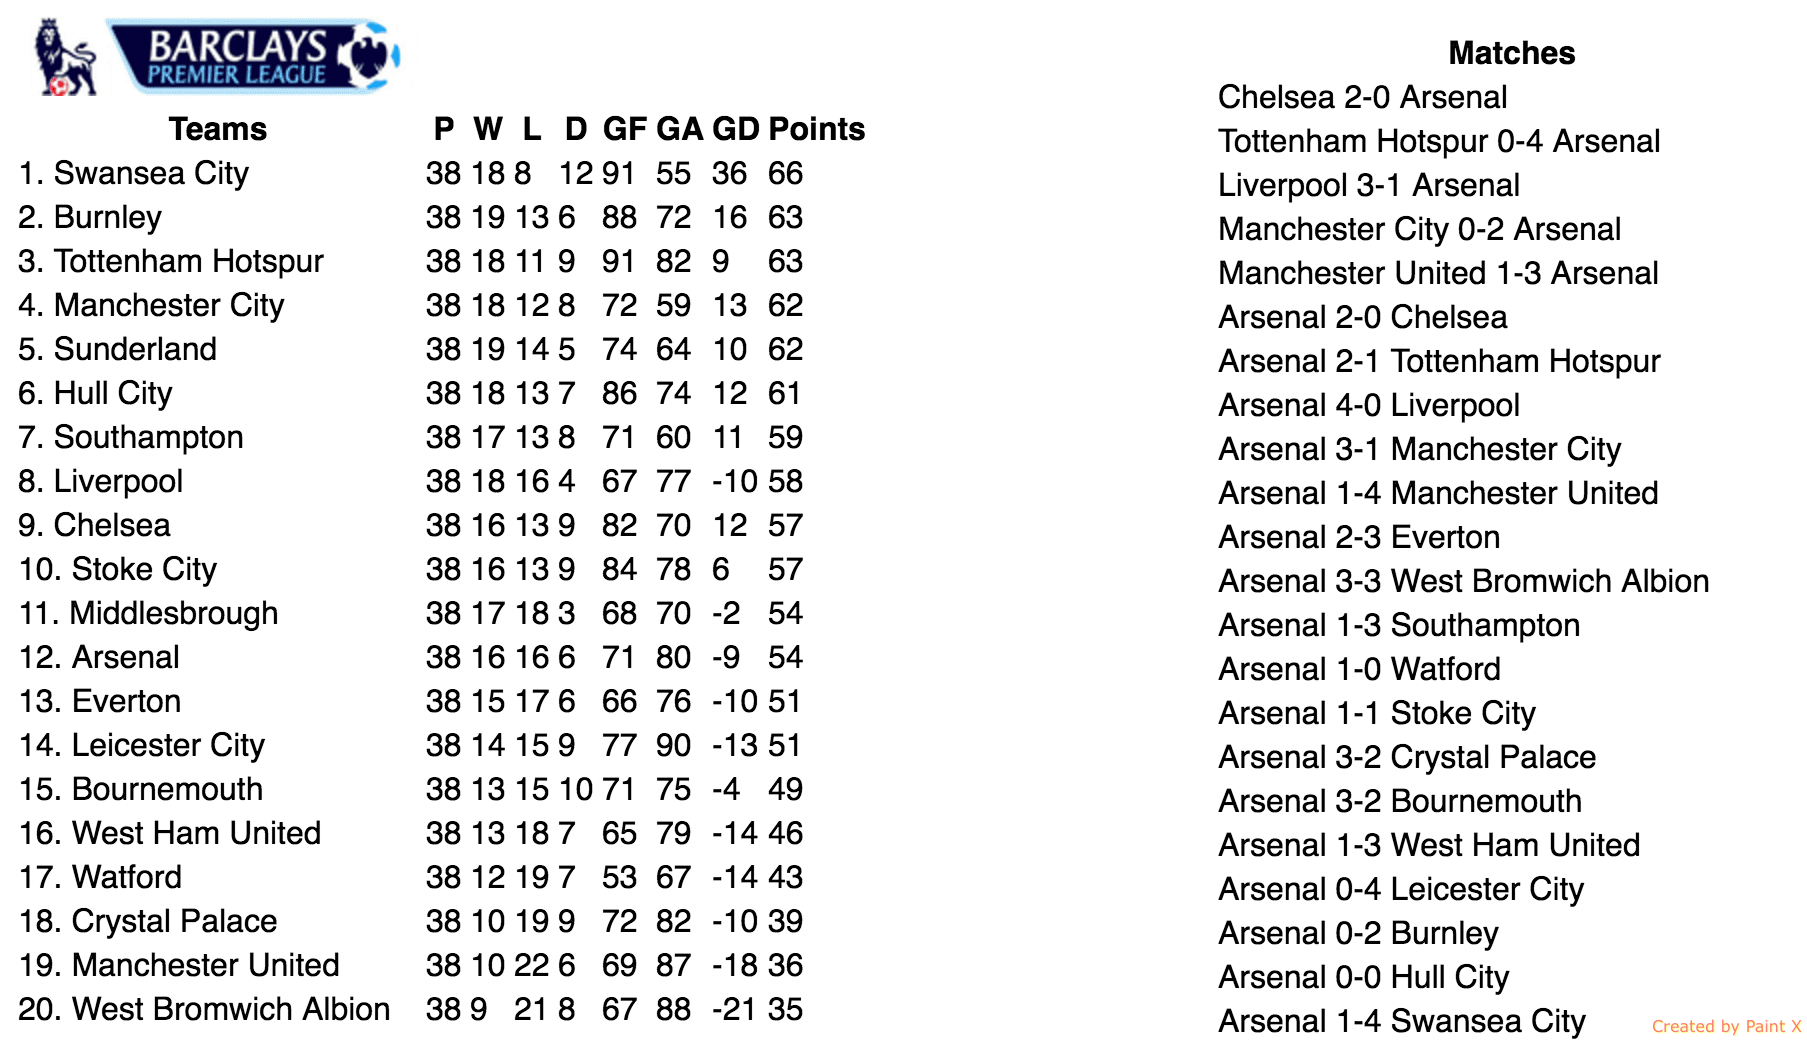 BARCLAYS
PREMIER LEAGUE
Teams P W L D GF GA GD Points
1. Swansea City 38 18 8 12 91 55 36 66
2. Burnley 38 19 13 6 88 72 16 63
3. Tottenham Hotspur 38 18 11 9 91 82 9 63
4. Manchester City 38 18 12 8 72 59 13 62
5. Sunderland 38 19 14 5 74 64 10 62
6. Hull City 38 18 13 7 86 74 12 61
7. Southampton 38 17 13 8 71 60 11 59
8. Liverpool 38 18 16 4 67 77 -10 58
9. Chelsea 38 16 13 9 82 70 12 57
10. Stoke City 38 16 13 9 84 78 6 57
11. Middlesbrough 38 17 18 3 68 70 -2 54
12. Arsenal 38 16 16 6 71 80 -9 54
13. Everton 38 15 17 6 66 76 -10 51
14. Leicester City 38 14 15 9 77 90 -13 51
15. Bournemouth 38 13 15 10 71 75 -4 49
16. West Ham United 38 13 18 7 65 79 -14 46
17. Watford 38 12 19 7 53 67 -14 43
18. Crystal Palace 38 10 19 9 72 82 -10 39
19. Manchester United 38 10 22 6 69 87 -18 36
20. West Bromwich Albion 38 9 21 8 67 88 -21 35
Matches
Chelsea 2-0 Arsenal
Tottenham Hotspur 0-4 Arsenal
Liverpool 3-1 Arsenal
Manchester City 0-2 Arsenal
Manchester United 1-3 Arsenal
Arsenal 2-0 Chelsea
Arsenal 2-1 Tottenham Hotspur
Arsenal 4-0 Liverpool
Arsenal 3-1 Manchester City
Arsenal 1-4 Manchester United
Arsenal 2-3 Everton
Arsenal 3-3 West Bromwich Albion
Arsenal 1-3 Southampton
Arsenal 1-0 Watford
Arsenal 1-1 Stoke City
Arsenal 3-2 Crystal Palace
Arsenal 3-2 Bournemouth
Arsenal 1-3 West Ham United
Arsenal 0-4 Leicester City
Arsenal 0-2 Burnley
Arsenal 0-0 Hull City
Arsenal 1-4 Swansea City
Created by Paint X